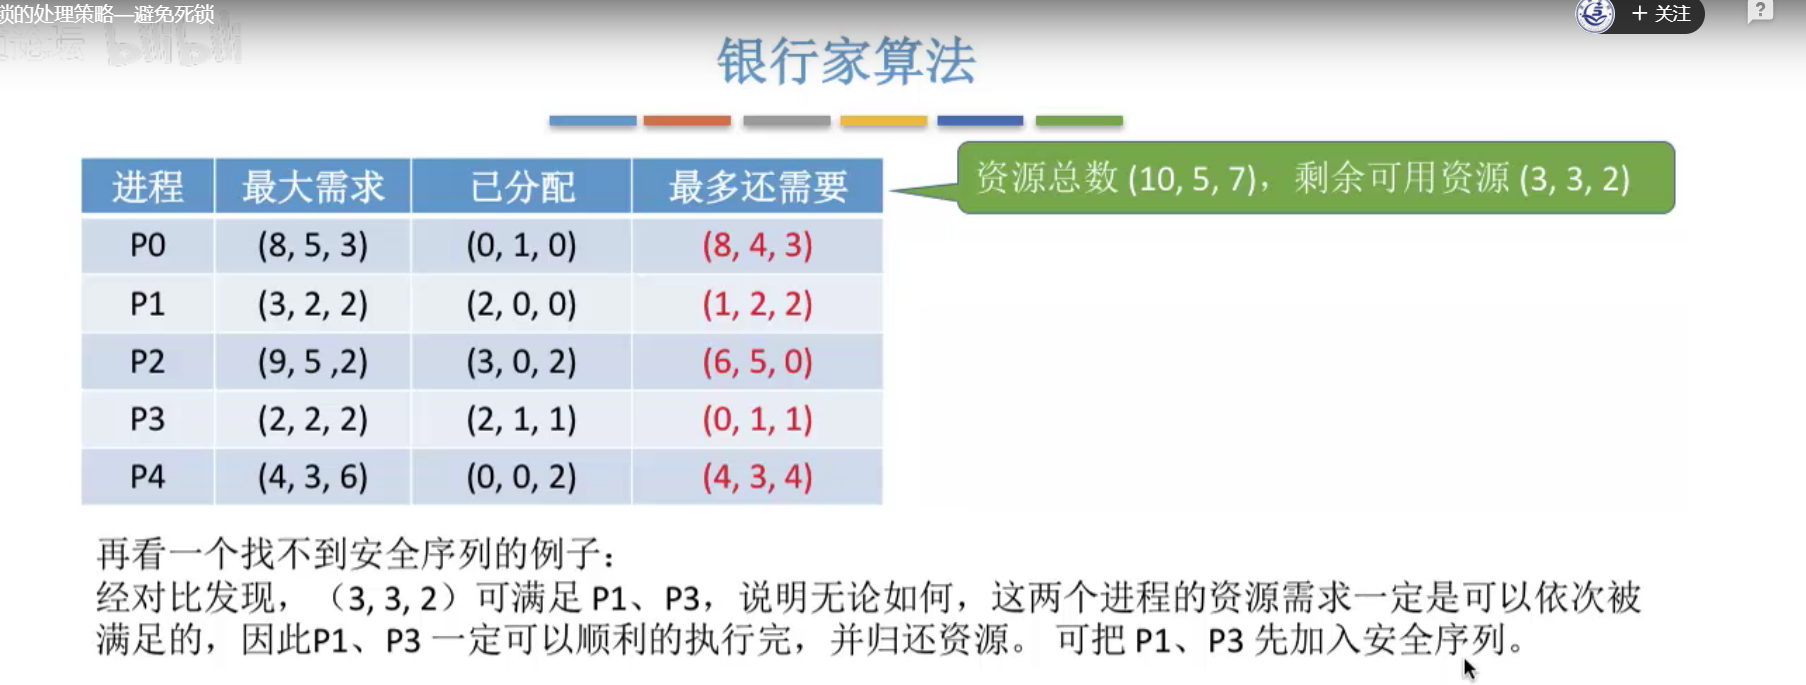 锁的处理策略—避免死锁
+ 关注
?
bilibili
银行家算法
资源总数 (10, 5, 7)，剩余可用资源 (3, 3, 2)
进程 最大需求 已分配 最多还需要
P0 (8, 5, 3) (0, 1, 0) (8, 4, 3)
P1 (3, 2, 2) (2, 0, 0) (1, 2, 2)
P2 (9, 5 ,2) (3, 0, 2) (6, 5, 0)
P3 (2, 2, 2) (2, 1, 1) (0, 1, 1)
P4 (4, 3, 6) (0, 0, 2) (4, 3, 4)
再看一个找不到安全序列的例子：
经对比发现，（3, 3, 2）可满足 P1、P3，说明无论如何，这两个进程的资源需求一定是可以依次被
满足的，因此P1、P3 一定可以顺利的执行完，并归还资源。 可把 P1、P3 先加入安全序列。